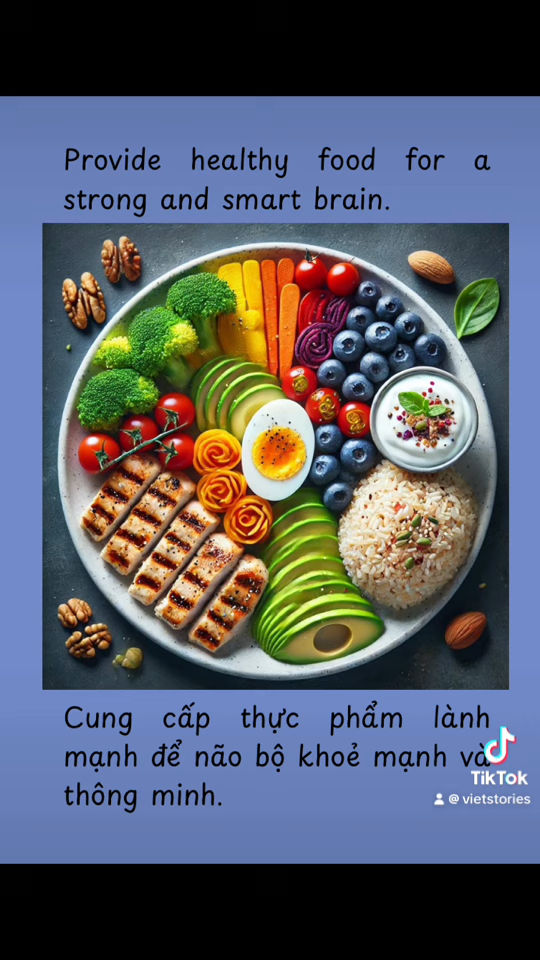 Provide healthy food for a
strong and smart brain.
Cung cấp thực phẩm lành
mạnh để não bộ khoẻ mạnh và
thông minh.
TikTok
@ vietstories